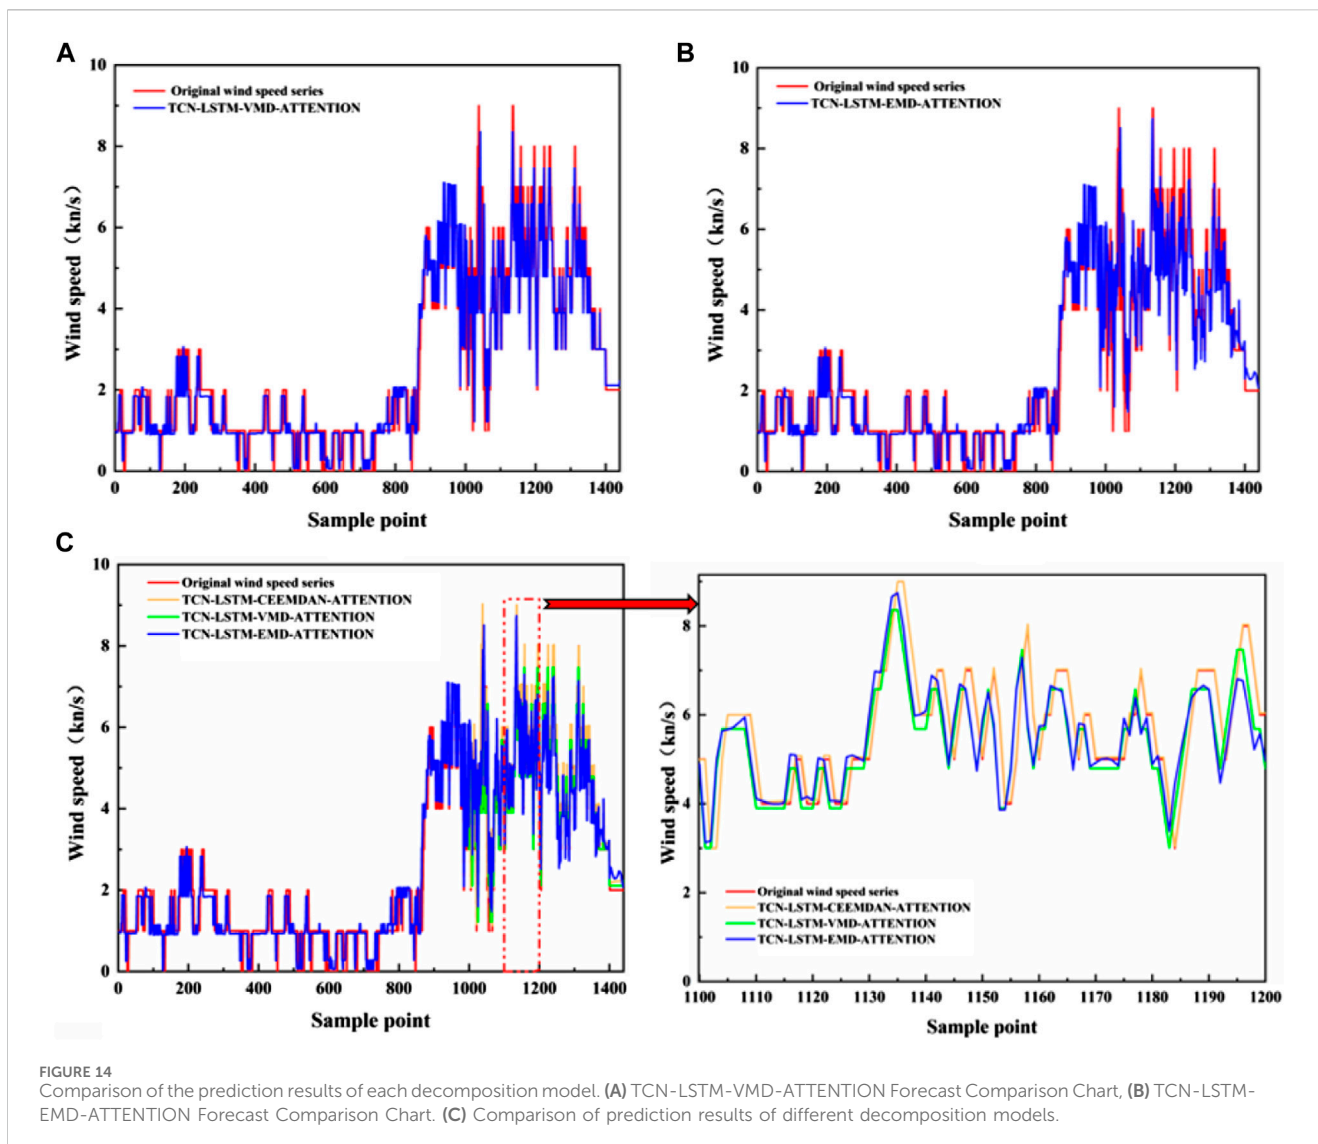 A
10
8
6
4
2
0
Original wind speed series
TCN-LSTM-VMD-ATTENTION
Wind speed（kn/s）
0 200 400 600 800 1000 1200 1400
Sample point
B
10
8
6
4
2
0
Original wind speed series
TCN-LSTM-EMD-ATTENTION
Wind speed（kn/s）
0 200 400 600 800 1000 1200 1400
Sample point
C
10
8
6
4
2
0
Original wind speed series
TCN-LSTM-CEEMDAN-ATTENTION
TCN-LSTM-VMD-ATTENTION
TCN-LSTM-EMD-ATTENTION
Wind speed（kn/s）
0 200 400 600 800 1000 1200 1400
Sample point
8
6
4
2
0
Wind speed（kn/s）
Original wind speed series
TCN-LSTM-CEEMDAN-ATTENTION
TCN-LSTM-VMD-ATTENTION
TCN-LSTM-EMD-ATTENTION
1100 1110 1120 1130 1140 1150 1160 1170 1180 1190 1200
Sample point
FIGURE 14
Comparison of the prediction results of each decomposition model. (A) TCN-LSTM-VMD-ATTENTION Forecast Comparison Chart, (B) TCN-LSTM-
EMD-ATTENTION Forecast Comparison Chart. (C) Comparison of prediction results of different decomposition models.